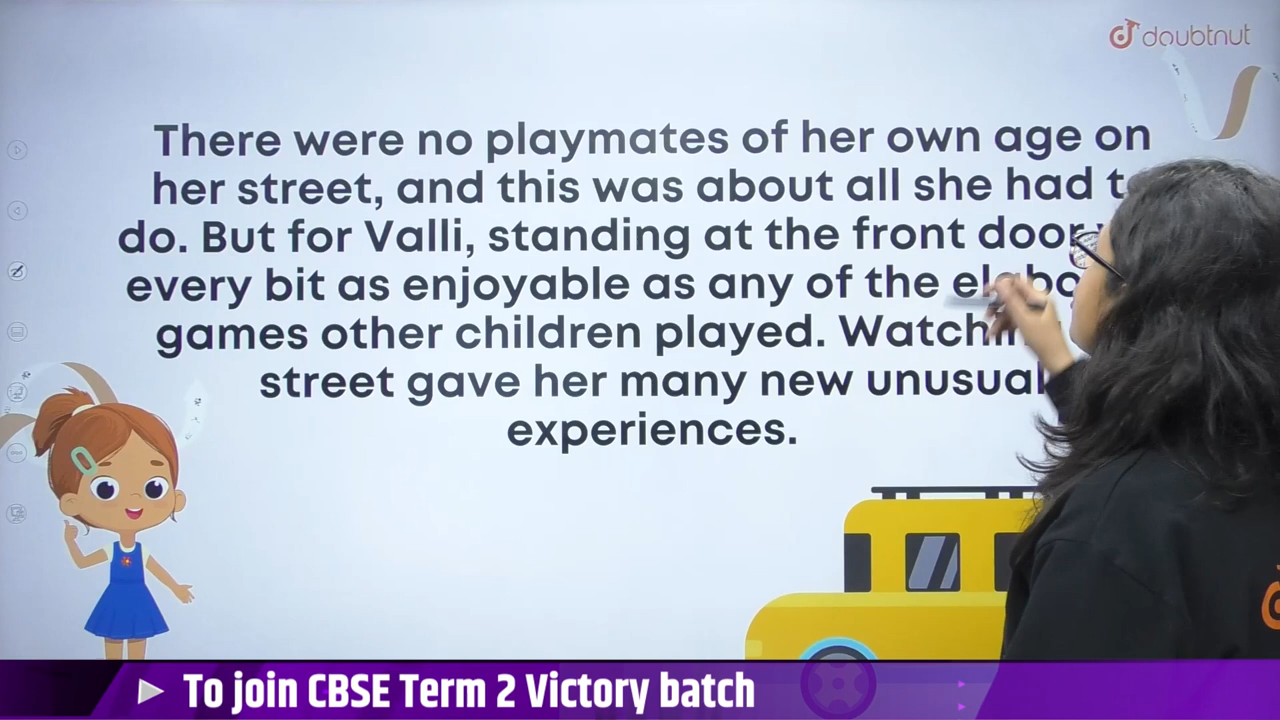 doubtnut
There were no playmates of her own age on
her street, and this was about all she had
do. But for Valli, standing at the front door
every bit as enjoyable as any of the
games other children played.
street gave her many new unusual
experiences.
To join CBSE Term 2 Victory batch